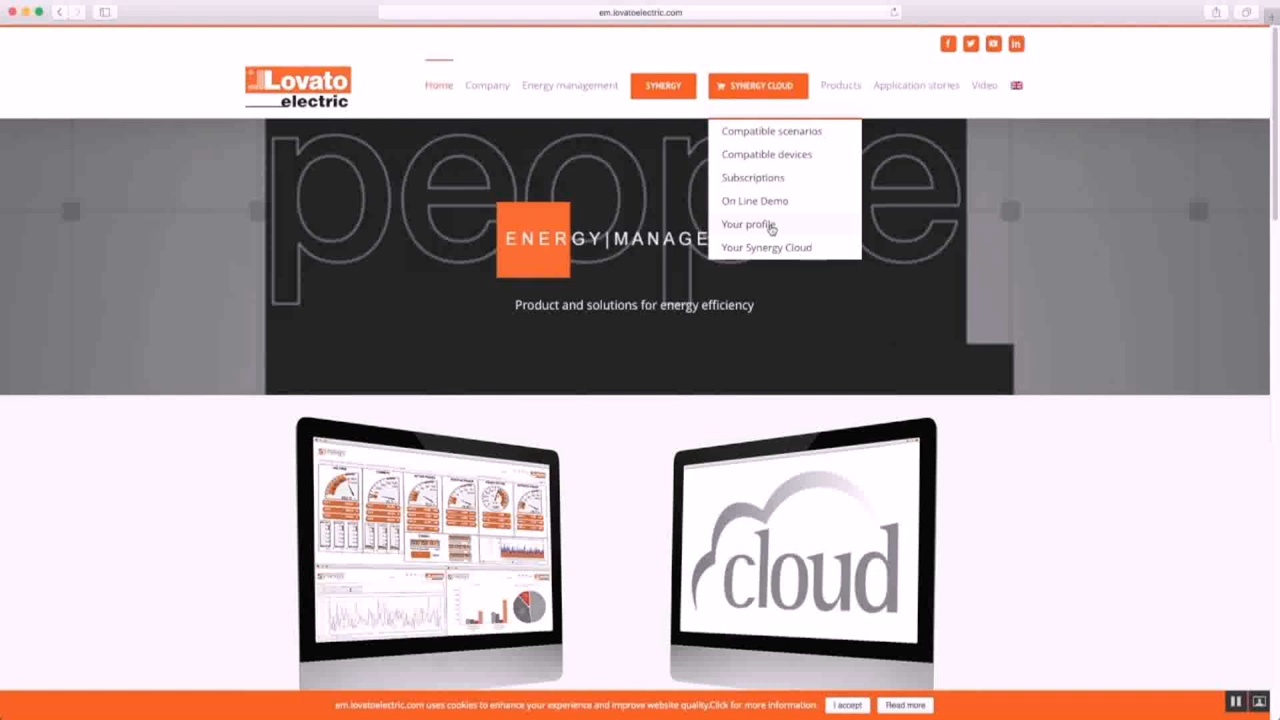 em.lovatoelectric.com
Lovato
electric
Home Company Energy management SYNERGY SYNERGY CLOUD Products Application stories Video
Compatible scenarios
Compatible devices
Subscriptions
On Line Demo
Your profile
Your Synergy Cloud
people
ENERGY|MANAGE
Product and solutions for energy efficiency
cloud
em.lovatoelectric.com uses cookies to enhance your experience and improve website quality.Click for more information. I accept Read more